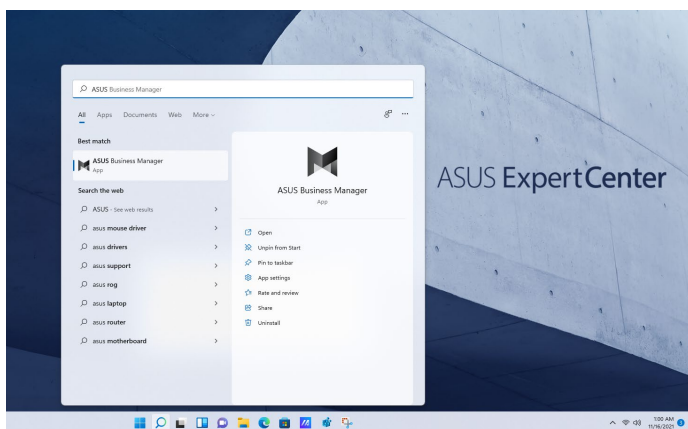 ASUS Business Manager
All Apps Documents Web More
Best match
ASUS Business Manager
App
Search the web
ASUS - See web results
asus mouse driver
asus drivers
asus support
asus rog
asus laptop
asus router
asus motherboard
ASUS Business Manager
App
Open
Unpin from Start
Pin to taskbar
App settings
Rate and review
Share
Uninstall
ASUS ExpertCenter
1:00 AM
11/16/2021